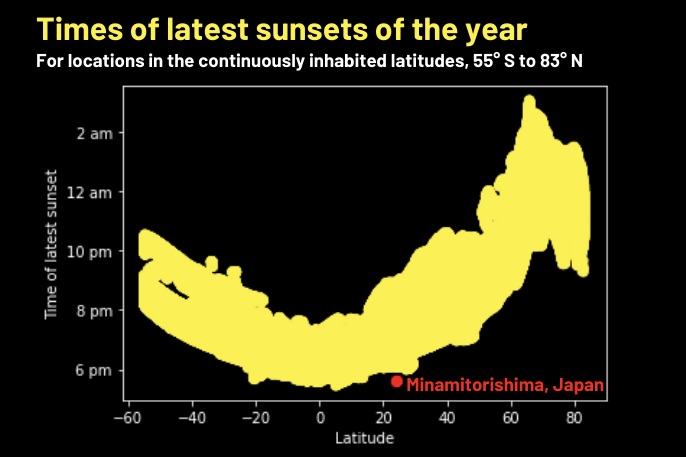 Times of latest sunsets of the year
For locations in the continuously inhabited latitudes, 55° S to 83° N
Time of latest sunset
2 am
12 am
10 pm
8 pm
6 pm
Minamitorishima, Japan
−60 −40 −20 0 20 40 60 80
Latitude